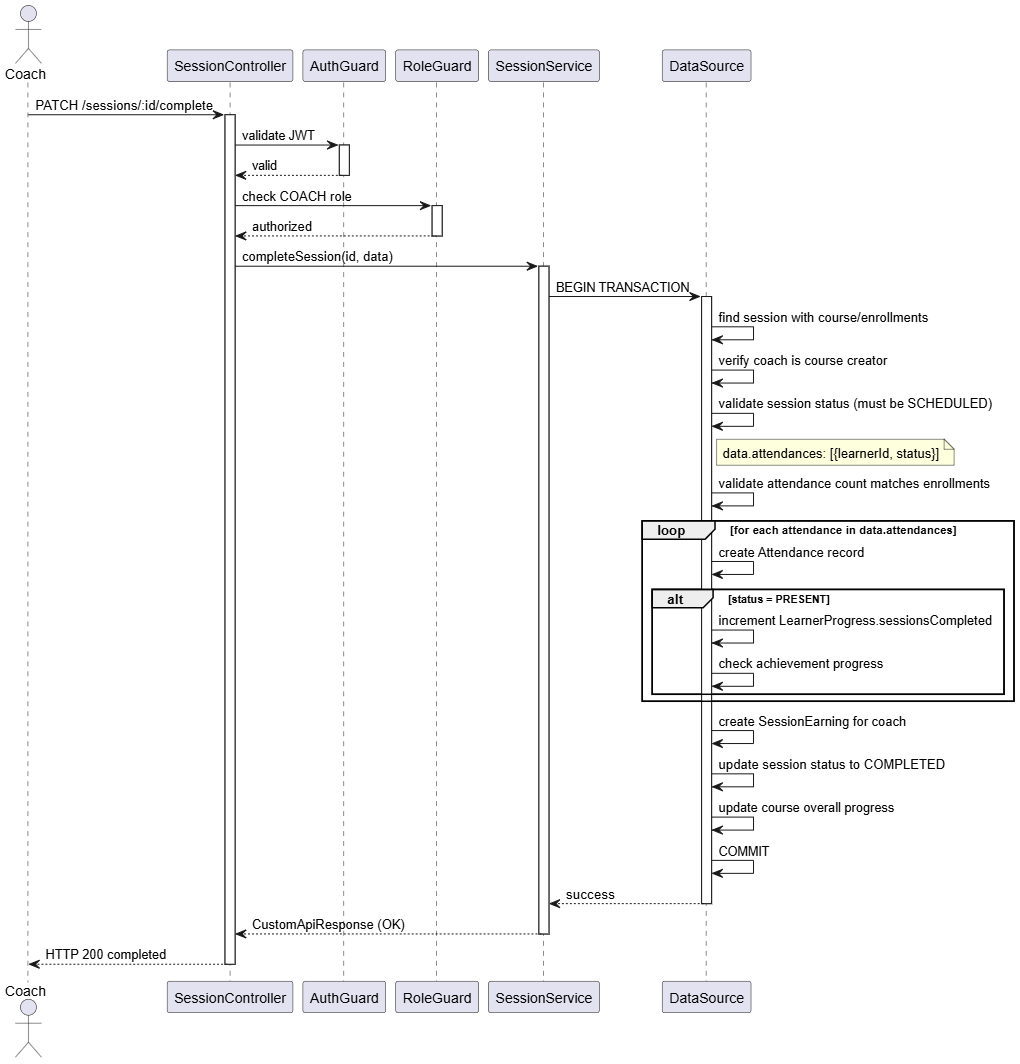 Coach
SessionController
AuthGuard
RoleGuard
SessionService
DataSource
PATCH /sessions/:id/complete
validate JWT
valid
check COACH role
authorized
completeSession(id, data)
BEGIN TRANSACTION
find session with course/enrollments
verify coach is course creator
validate session status (must be SCHEDULED)
data.attendances: [{learnerId, status}]
validate attendance count matches enrollments
loop [for each attendance in data.attendances]
create Attendance record
alt [status = PRESENT]
increment LearnerProgress.sessionsCompleted
check achievement progress
create SessionEarning for coach
update session status to COMPLETED
update course overall progress
COMMIT
success
CustomApiResponse (OK)
HTTP 200 completed
Coach
SessionController
AuthGuard
RoleGuard
SessionService
DataSource